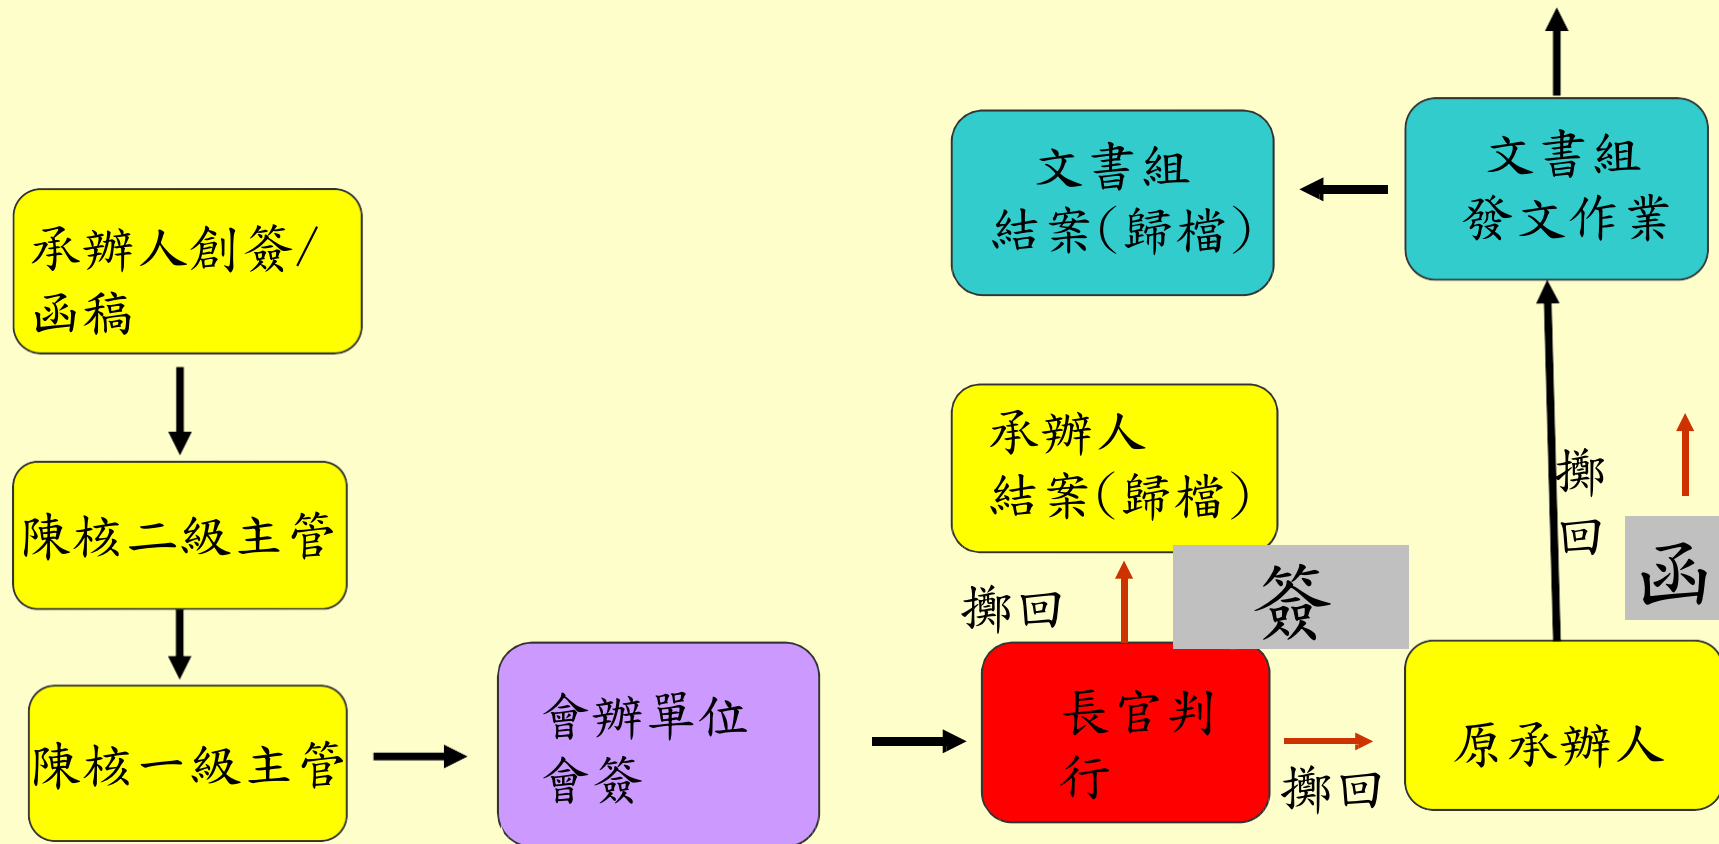 承辦人創簽/
函稿
陳核二級主管
陳核一級主管
會辦單位
會簽
長官判
行
擲回
簽
承辦人
結案(歸檔)
擲回
原承辦人
擲
回
函
文書組
發文作業
文書組
結案(歸檔)